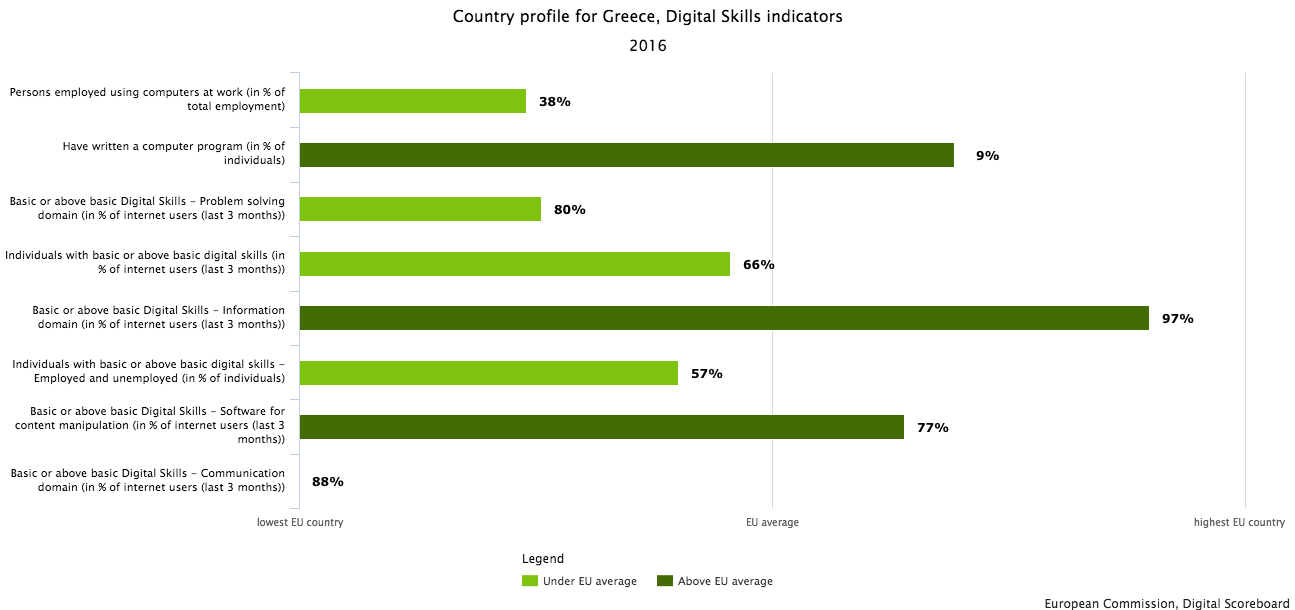 Country profile for Greece, Digital Skills indicators
2016
Persons employed using computers at work (in % of
total employment)
38%
Have written a computer program (in % of
individuals)
9%
Basic or above basic Digital Skills – Problem solving
domain (in % of internet users (last 3 months))
80%
Individuals with basic or above basic digital skills (in
% of internet users (last 3 months))
66%
Basic or above basic Digital Skills – Information
domain (in % of internet users (last 3 months))
97%
Individuals with basic or above basic digital skills –
Employed and unemployed (in % of individuals)
57%
Basic or above basic Digital Skills – Software for
content manipulation (in % of internet users (last 3
months))
77%
Basic or above basic Digital Skills – Communication
domain (in % of internet users (last 3 months))
88%
lowest EU country
EU average
highest EU country
Legend
Under EU average
Above EU average
European Commission, Digital Scoreboard